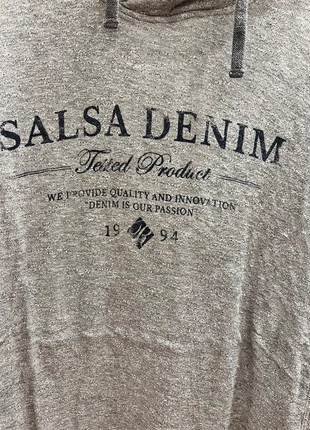 SALSA DENIM
Tested Product
WE PROVIDE QUALITY AND INNOVATION
"DENIM IS OUR PASSION"
19 94